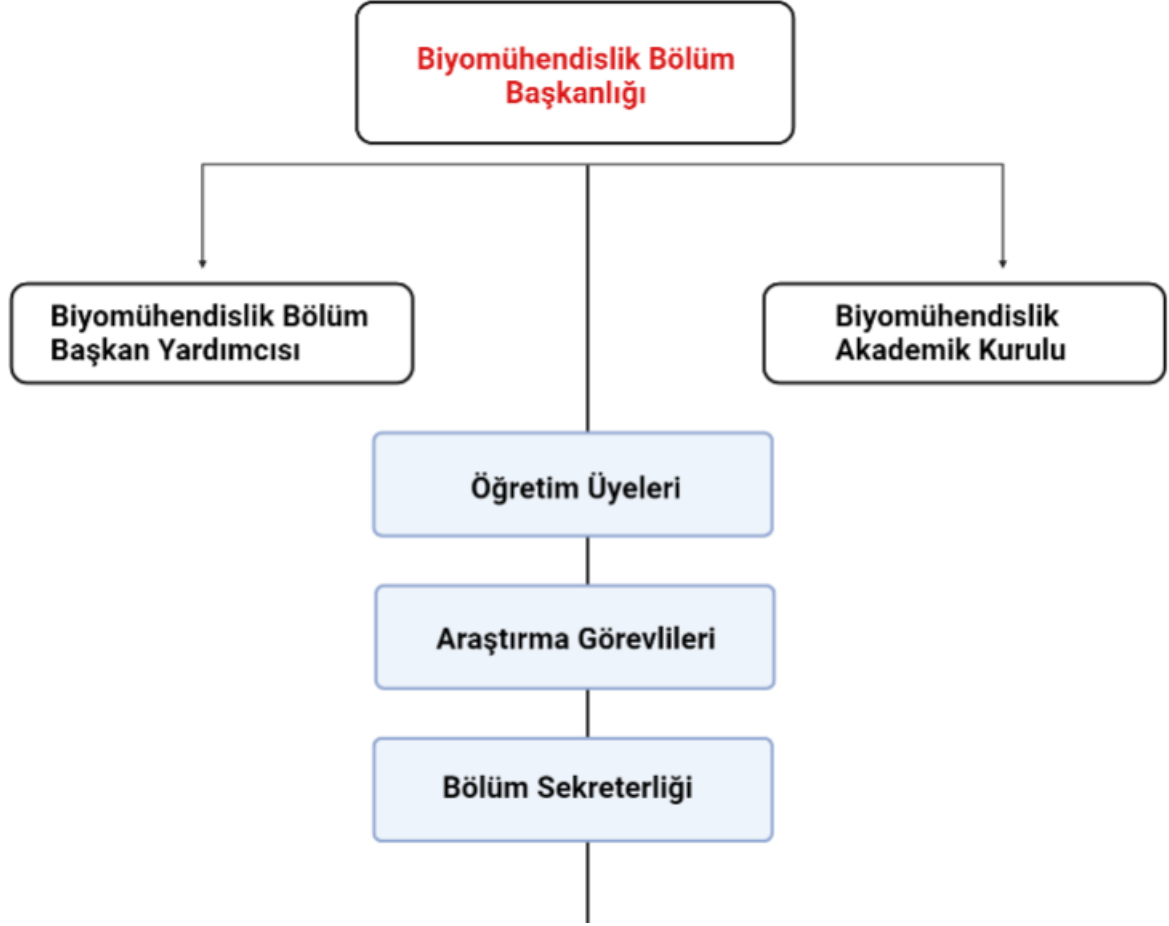 Biyomühendislik Bölüm
Başkanlığı
Biyomühendislik Bölüm
Başkan Yardımcısı
Biyomühendislik
Akademik Kurulu
Öğretim Üyeleri
Araştırma Görevlileri
Bölüm Sekreterliği